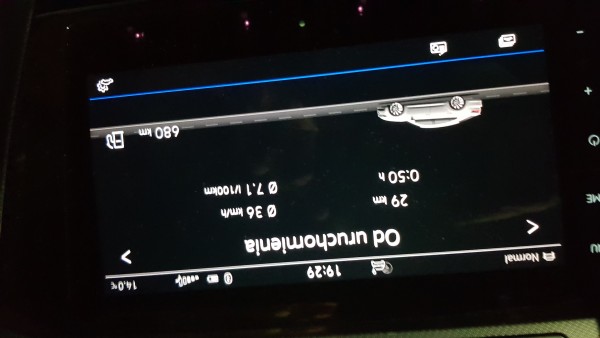 Normal
19:29
14.0°C
Od uruchomienia
29 km
Ø 36 km/h
0:50 h
Ø 7.1 l/100km
680 km